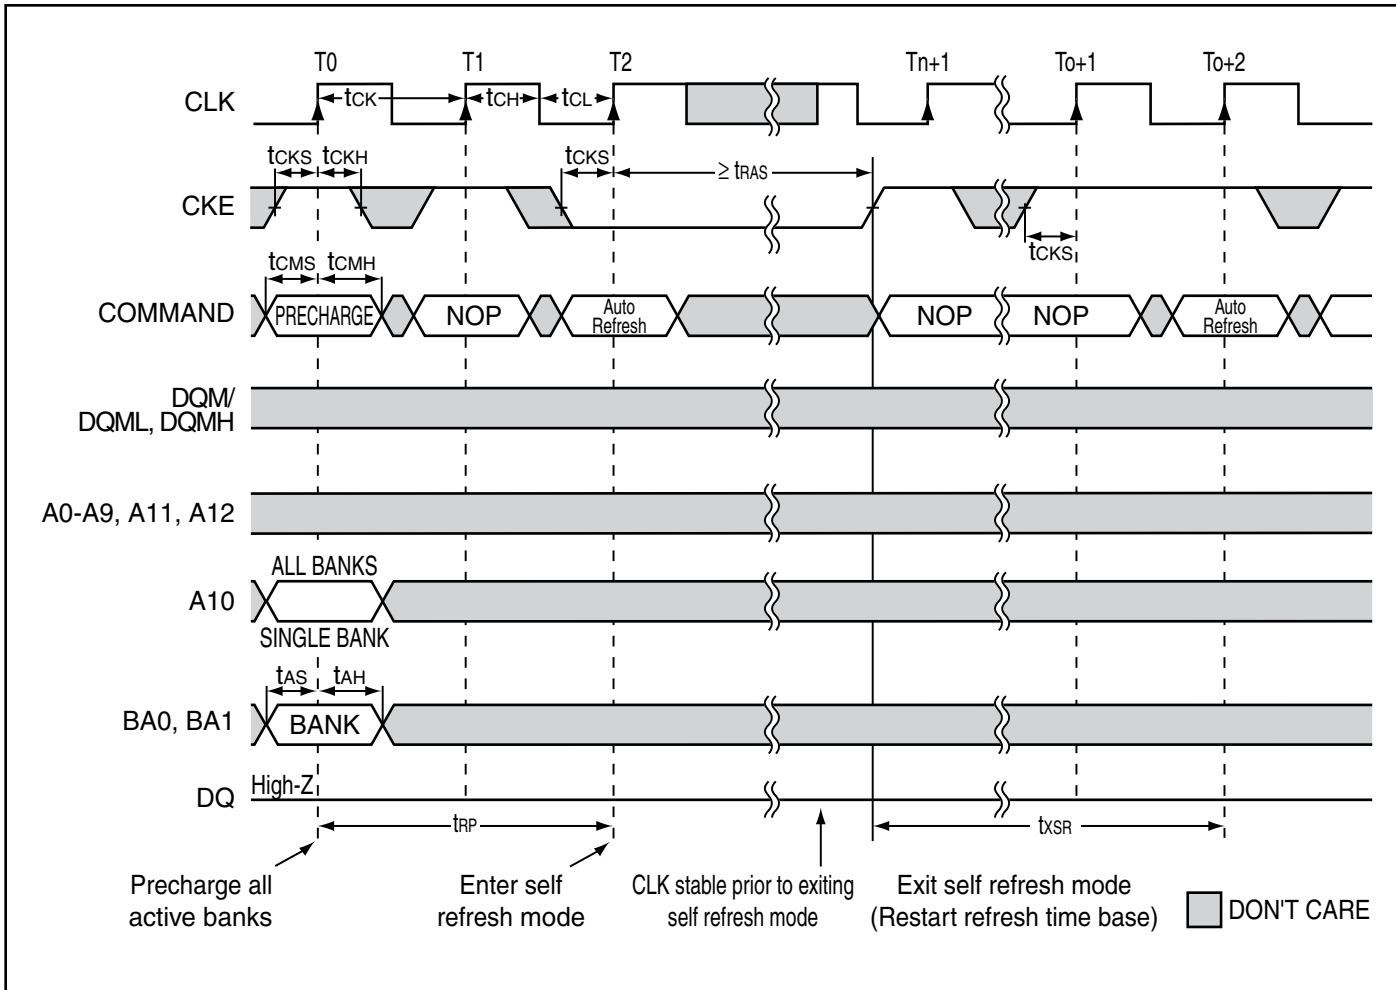 T0 T1 T2 Tn+1 To+1 To+2
CLK tCK tCH tCL
tCKS tCKH tCKS ≥ tRAS
CKE
tCKS
tCMS tCMH
COMMAND PRECHARGE NOP Auto Refresh NOP NOP Auto Refresh
DQM/
DQML, DQMH
A0-A9, A11, A12
ALL BANKS
A10
SINGLE BANK
tAS tAH
BA0, BA1 BANK
DQ High-Z
tRP tXSR
Precharge all
active banks
Enter self
refresh mode
CLK stable prior to exiting
self refresh mode
Exit self refresh mode
(Restart refresh time base)
DON'T CARE